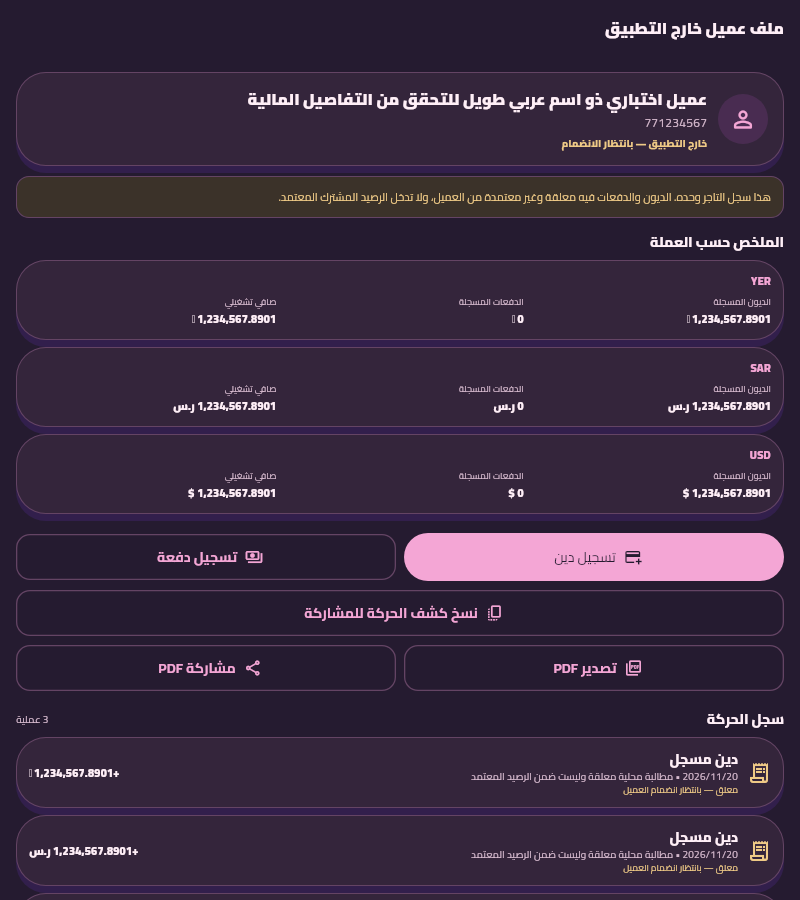 ملف عميل خارج التطبيق
عميل اختباري ذو اسم عربي طويل للتحقق من التفاصيل المالية
771234567
خارج التطبيق — بانتظار الانضمام
هذا سجل التاجر وحده. الديون والدفعات فيه معلقة وغير معتمدة من العميل، ولا تدخل الرصيد المشترك المعتمد.
الملخص حسب العملة
YER
الديون المسجلة الدفعات المسجلة صافي تشغيلي
1,234,567.8901 0 1,234,567.8901
SAR
الديون المسجلة الدفعات المسجلة صافي تشغيلي
1,234,567.8901 ر.س 0 ر.س 1,234,567.8901 ر.س
USD
الديون المسجلة الدفعات المسجلة صافي تشغيلي
1,234,567.8901 $ 0 $ 1,234,567.8901 $
تسجيل دين تسجيل دفعة
نسخ كشف الحركة للمشاركة
تصدير PDF مشاركة PDF
سجل الحركة 3 عملية
دين مسجل
2026/11/20 • مطالبة محلية معلقة وليست ضمن الرصيد المعتمد
معلق — بانتظار انضمام العميل
+1,234,567.8901
دين مسجل
2026/11/20 • مطالبة محلية معلقة وليست ضمن الرصيد المعتمد
معلق — بانتظار انضمام العميل
+1,234,567.8901 ر.س